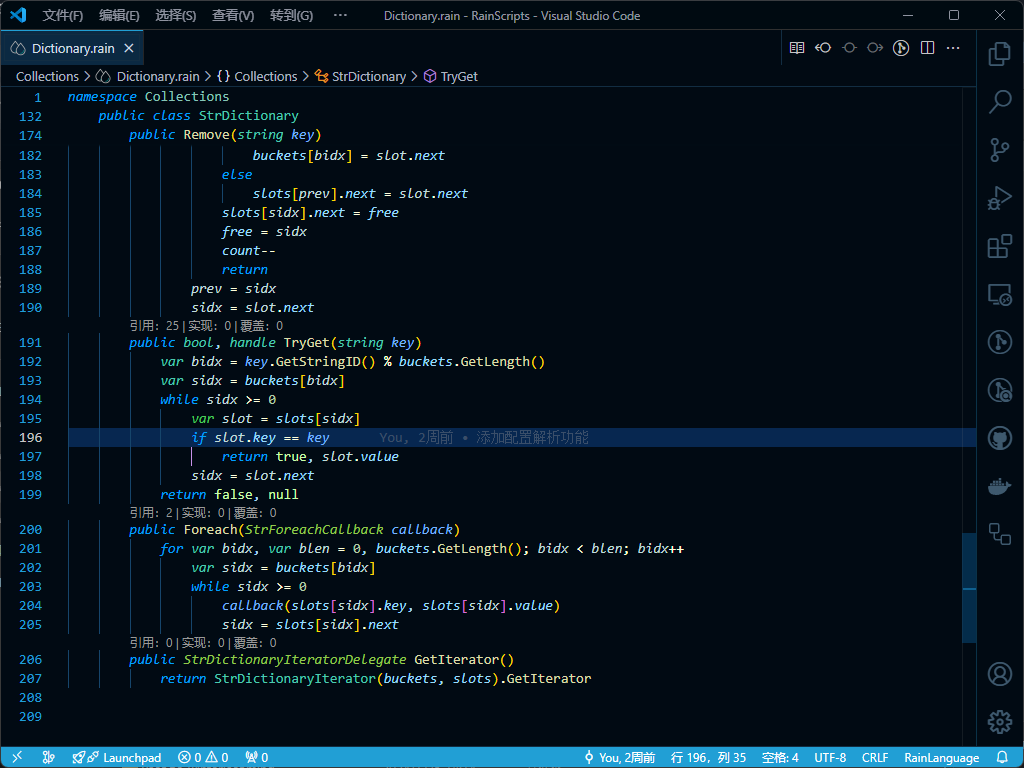 文件(F) 编辑(E) 选择(S) 查看(V) 转到(G) ··· Dictionary.rain - RainScripts - Visual Studio Code
Dictionary.rain
Collections > Dictionary.rain > {} Collections > StrDictionary > TryGet
1 namespace Collections
132 public class StrDictionary
174 public Remove(string key)
182 buckets[bidx] = slot.next
183 else
184 slots[prev].next = slot.next
185 slots[sidx].next = free
186 free = sidx
187 count--
188 return
189 prev = sidx
190 sidx = slot.next
引用: 25 | 实现: 0 | 覆盖: 0
191 public bool, handle TryGet(string key)
192 var bidx = key.GetStringID() % buckets.GetLength()
193 var sidx = buckets[bidx]
194 while sidx >= 0
195 var slot = slots[sidx]
196 if slot.key == key You, 2周前 • 添加配置解析功能
197 return true, slot.value
198 sidx = slot.next
199 return false, null
引用: 2 | 实现: 0 | 覆盖: 0
200 public Foreach(StrForeachCallback callback)
201 for var bidx, var blen = 0, buckets.GetLength(); bidx < blen; bidx++
202 var sidx = buckets[bidx]
203 while sidx >= 0
204 callback(slots[sidx].key, slots[sidx].value)
205 sidx = slots[sidx].next
引用: 0 | 实现: 0 | 覆盖: 0
206 public StrDictionaryIteratorDelegate GetIterator()
207 return StrDictionaryIterator(buckets, slots).GetIterator
208
209
Launchpad 0 0 0 You, 2周前 行 196，列 35 空格: 4 UTF-8 CRLF RainLanguage